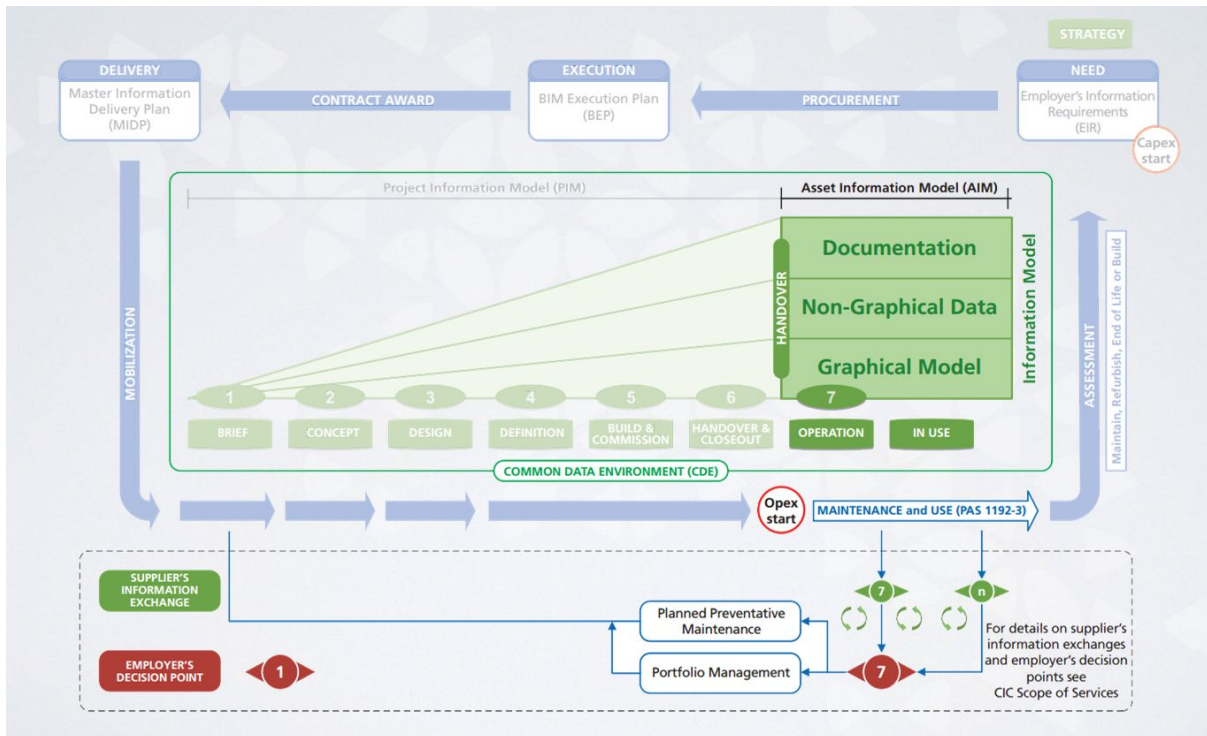 STRATEGY
DELIVERY
Master Information
Delivery Plan
(MIDP)
CONTRACT AWARD
EXECUTION
BIM Execution Plan
(BEP)
PROCUREMENT
NEED
Employer's Information
Requirements
(EIR)
Capex
start
Project Information Model (PIM)
Asset Information Model (AIM)
MOBILIZATION
HANDOVER
Documentation
Non-Graphical Data
Graphical Model
Information Model
ASSESSMENT
Maintain, Refurbish, End of Life or Build
1
2
3
4
5
6
7
BRIEF
CONCEPT
DESIGN
DEFINITION
BUILD &
COMMISSION
HANDOVER &
CLOSEOUT
OPERATION
IN USE
COMMON DATA ENVIRONMENT (CDE)
Opex
start
MAINTENANCE and USE (PAS 1192-3)
SUPPLIER'S
INFORMATION
EXCHANGE
7
n
Planned Preventative
Maintenance
Portfolio Management
EMPLOYER'S
DECISION POINT
1
7
For details on supplier's
information exchanges
and employer's decision
points see
CIC Scope of Services